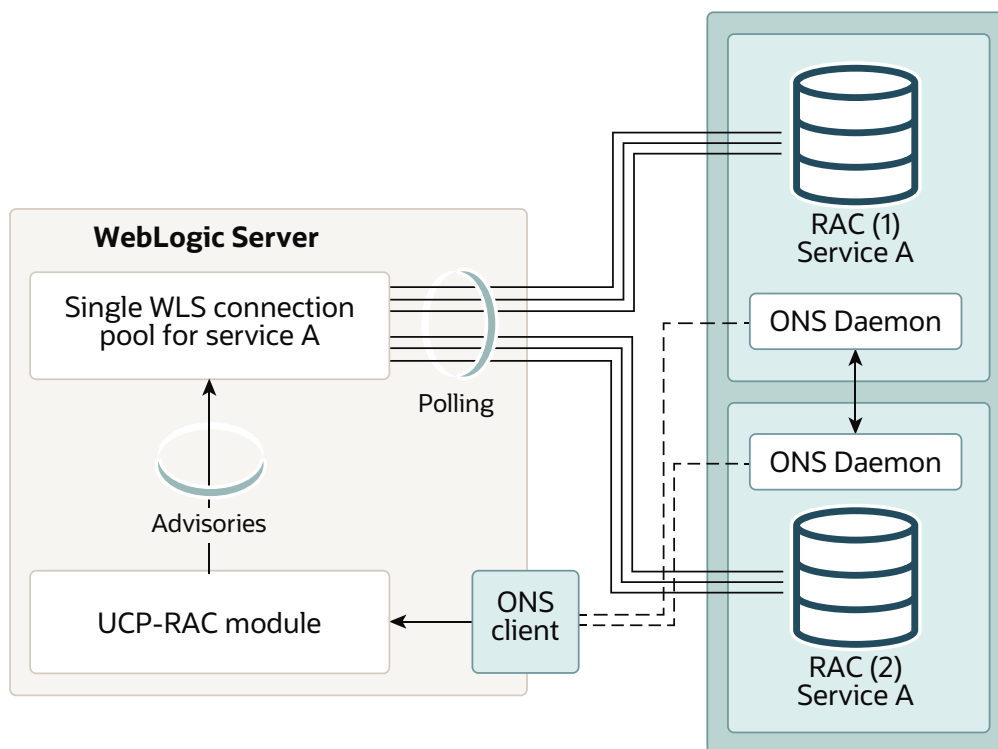 WebLogic Server
Single WLS connection
pool for service A
Polling
Advisories
UCP-RAC module
ONS
client
RAC (1)
Service A
ONS Daemon
ONS Daemon
RAC (2)
Service A